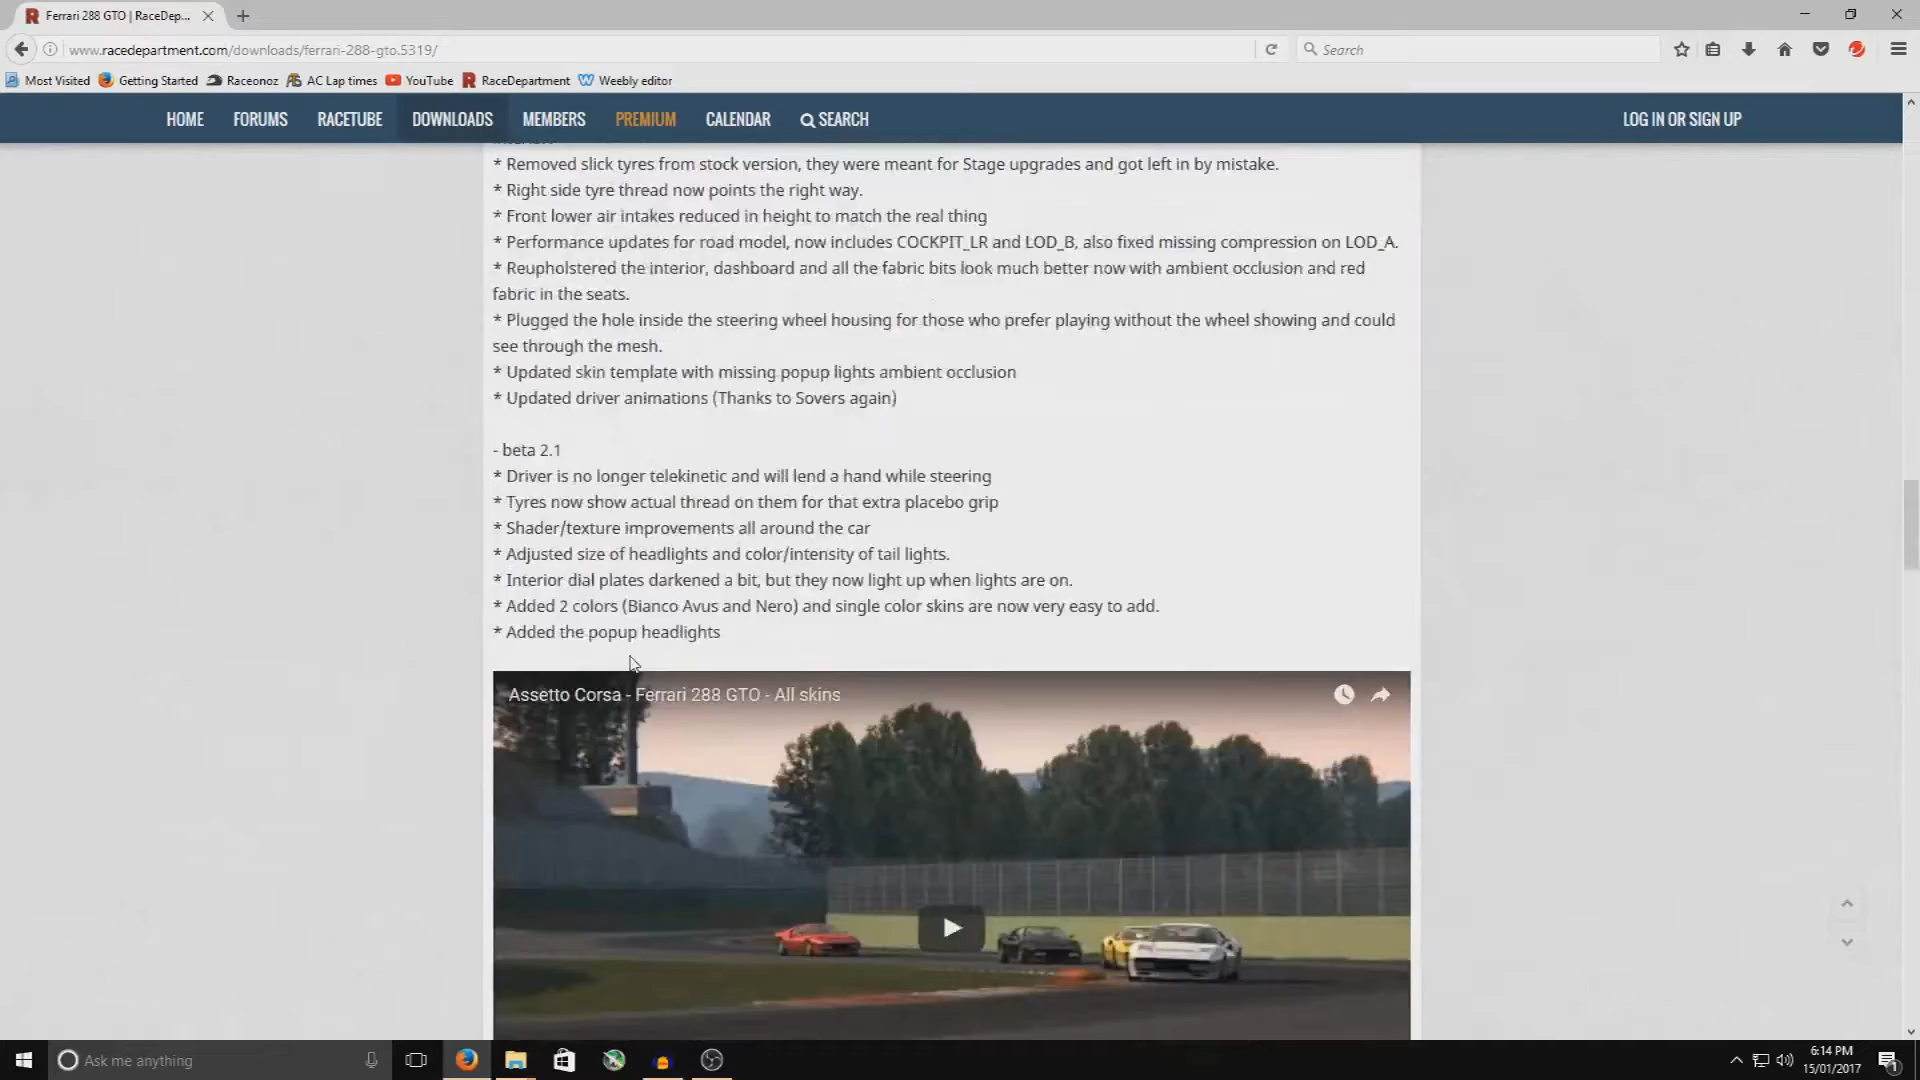 Ferrari 288 GTO | RaceDep...
www.racedepartment.com/downloads/ferrari-288-gto.5319/
Search
Most Visited
Getting Started
Raceonoz
AC Lap times
YouTube
RaceDepartment
Weebly editor
HOME
FORUMS
RACETUBE
DOWNLOADS
MEMBERS
PREMIUM
CALENDAR
SEARCH
LOG IN OR SIGN UP
* Removed slick tyres from stock version, they were meant for Stage upgrades and got left in by mistake.
* Right side tyre thread now points the right way.
* Front lower air intakes reduced in height to match the real thing
* Performance updates for road model, now includes COCKPIT_LR and LOD_B, also fixed missing compression on LOD_A.
* Reupholstered the interior, dashboard and all the fabric bits look much better now with ambient occlusion and red
fabric in the seats.
* Plugged the hole inside the steering wheel housing for those who prefer playing without the wheel showing and could
see through the mesh.
* Updated skin template with missing popup lights ambient occlusion
* Updated driver animations (Thanks to Sovers again)
- beta 2.1
* Driver is no longer telekinetic and will lend a hand while steering
* Tyres now show actual thread on them for that extra placebo grip
* Shader/texture improvements all around the car
* Adjusted size of headlights and color/intensity of tail lights.
* Interior dial plates darkened a bit, but they now light up when lights are on.
* Added 2 colors (Bianco Avus and Nero) and single color skins are now very easy to add.
* Added the popup headlights
Assetto Corsa - Ferrari 288 GTO - All skins
Ask me anything
6:14 PM
15/01/2017
1